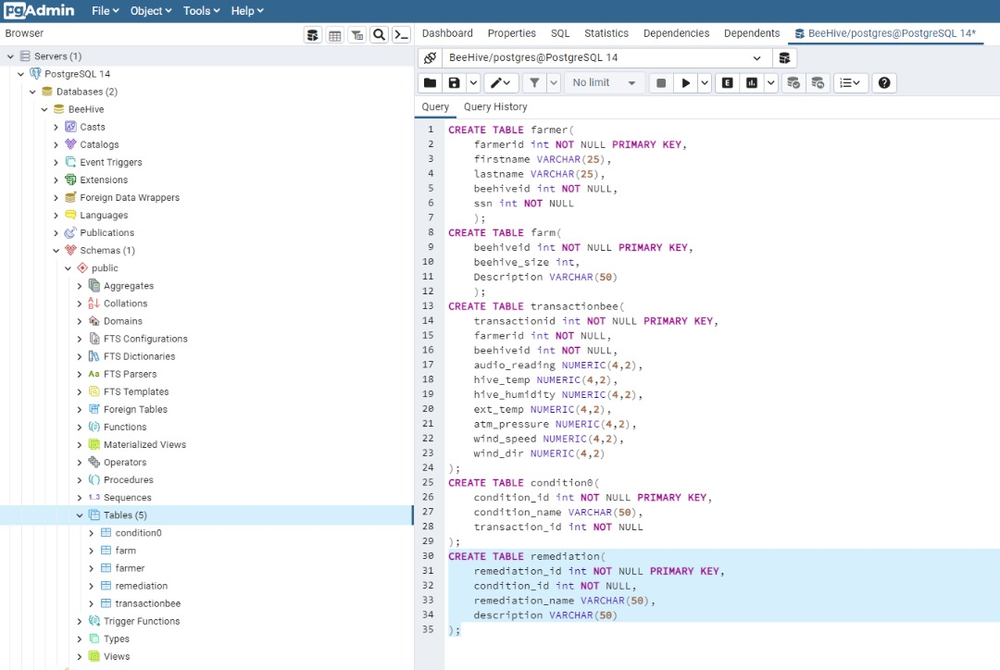 pgAdmin File Object Tools Help
Browser
Dashboard Properties SQL Statistics Dependencies Dependents BeeHive/postgres@PostgreSQL 14*
Servers (1)
PostgreSQL 14
Databases (2)
BeeHive
Casts
Catalogs
Event Triggers
Extensions
Foreign Data Wrappers
Languages
Publications
Schemas (1)
public
Aggregates
Collations
Domains
FTS Configurations
FTS Dictionaries
Aa FTS Parsers
FTS Templates
Foreign Tables
Functions
Materialized Views
Operators
Procedures
1..3 Sequences
Tables (5)
condition0
farm
farmer
remediation
transactionbee
Trigger Functions
Types
Views
BeeHive/postgres@PostgreSQL 14
No limit E
Query Query History
1 CREATE TABLE farmer(
2 farmerid int NOT NULL PRIMARY KEY,
3 firstname VARCHAR(25),
4 lastname VARCHAR(25),
5 beehiveid int NOT NULL,
6 ssn int NOT NULL
7 );
8 CREATE TABLE farm(
9 beehiveid int NOT NULL PRIMARY KEY,
10 beehive_size int,
11 Description VARCHAR(50)
12 );
13 CREATE TABLE transactionbee(
14 transactionid int NOT NULL PRIMARY KEY,
15 farmerid int NOT NULL,
16 beehiveid int NOT NULL,
17 audio_reading NUMERIC(4,2),
18 hive_temp NUMERIC(4,2),
19 hive_humidity NUMERIC(4,2),
20 ext_temp NUMERIC(4,2),
21 atm_pressure NUMERIC(4,2),
22 wind_speed NUMERIC(4,2),
23 wind_dir NUMERIC(4,2)
24 );
25 CREATE TABLE condition0(
26 condition_id int NOT NULL PRIMARY KEY,
27 condition_name VARCHAR(50),
28 transaction_id int NOT NULL
29 );
30 CREATE TABLE remediation(
31 remediation_id int NOT NULL PRIMARY KEY,
32 condition_id int NOT NULL,
33 remediation_name VARCHAR(50),
34 description VARCHAR(50)
35 );